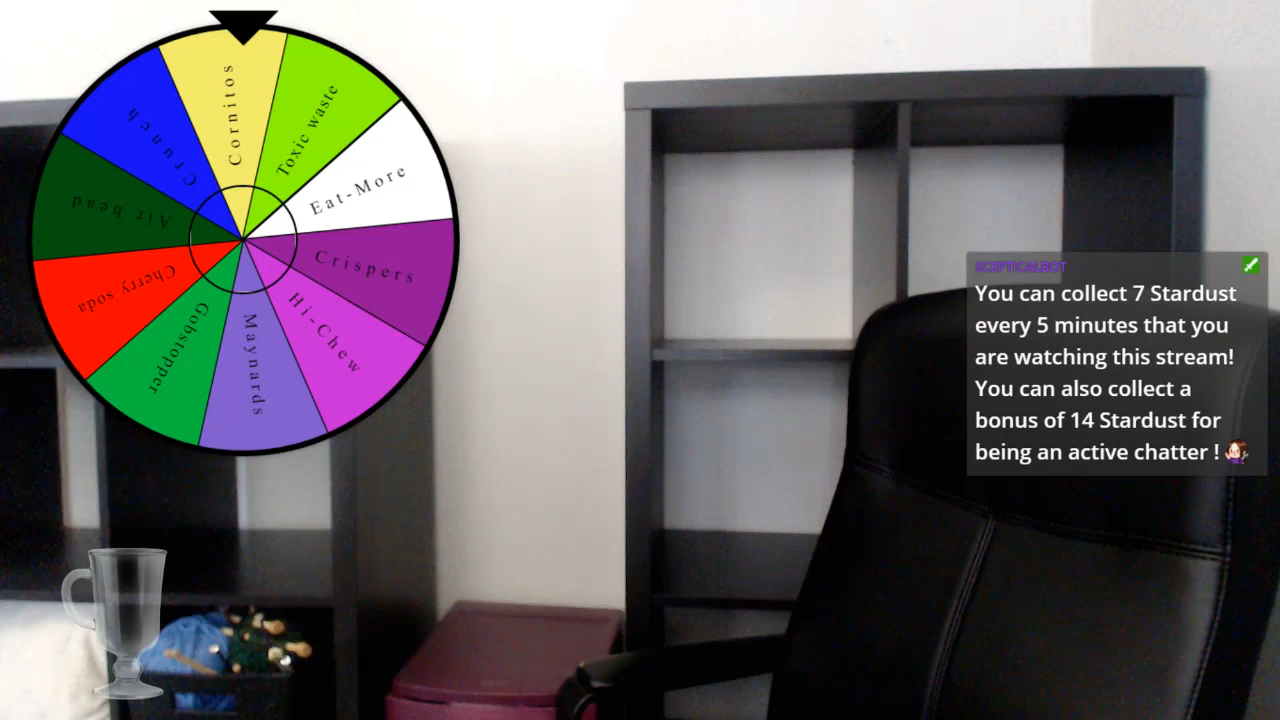 Cornitos
Toxic waste
Eat-More
Crispers
Hi-Chew
Maynards
Gobstopper
Cherry soda
Air head
Crunch
SCEPTICALBOT
You can collect 7 Stardust
every 5 minutes that you
are watching this stream!
You can also collect a
bonus of 14 Stardust for
being an active chatter !